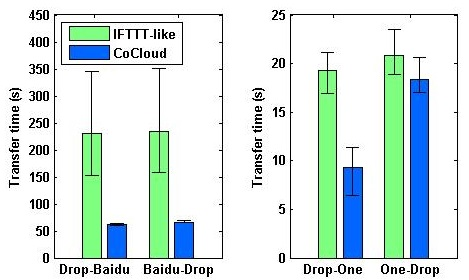 450
400
350
300
250
200
150
100
50
0
Transfer time (s)
IFTTT-like
CoCloud
Drop-Baidu Baidu-Drop
25
20
15
10
5
0
Transfer time (s)
Drop-One One-Drop